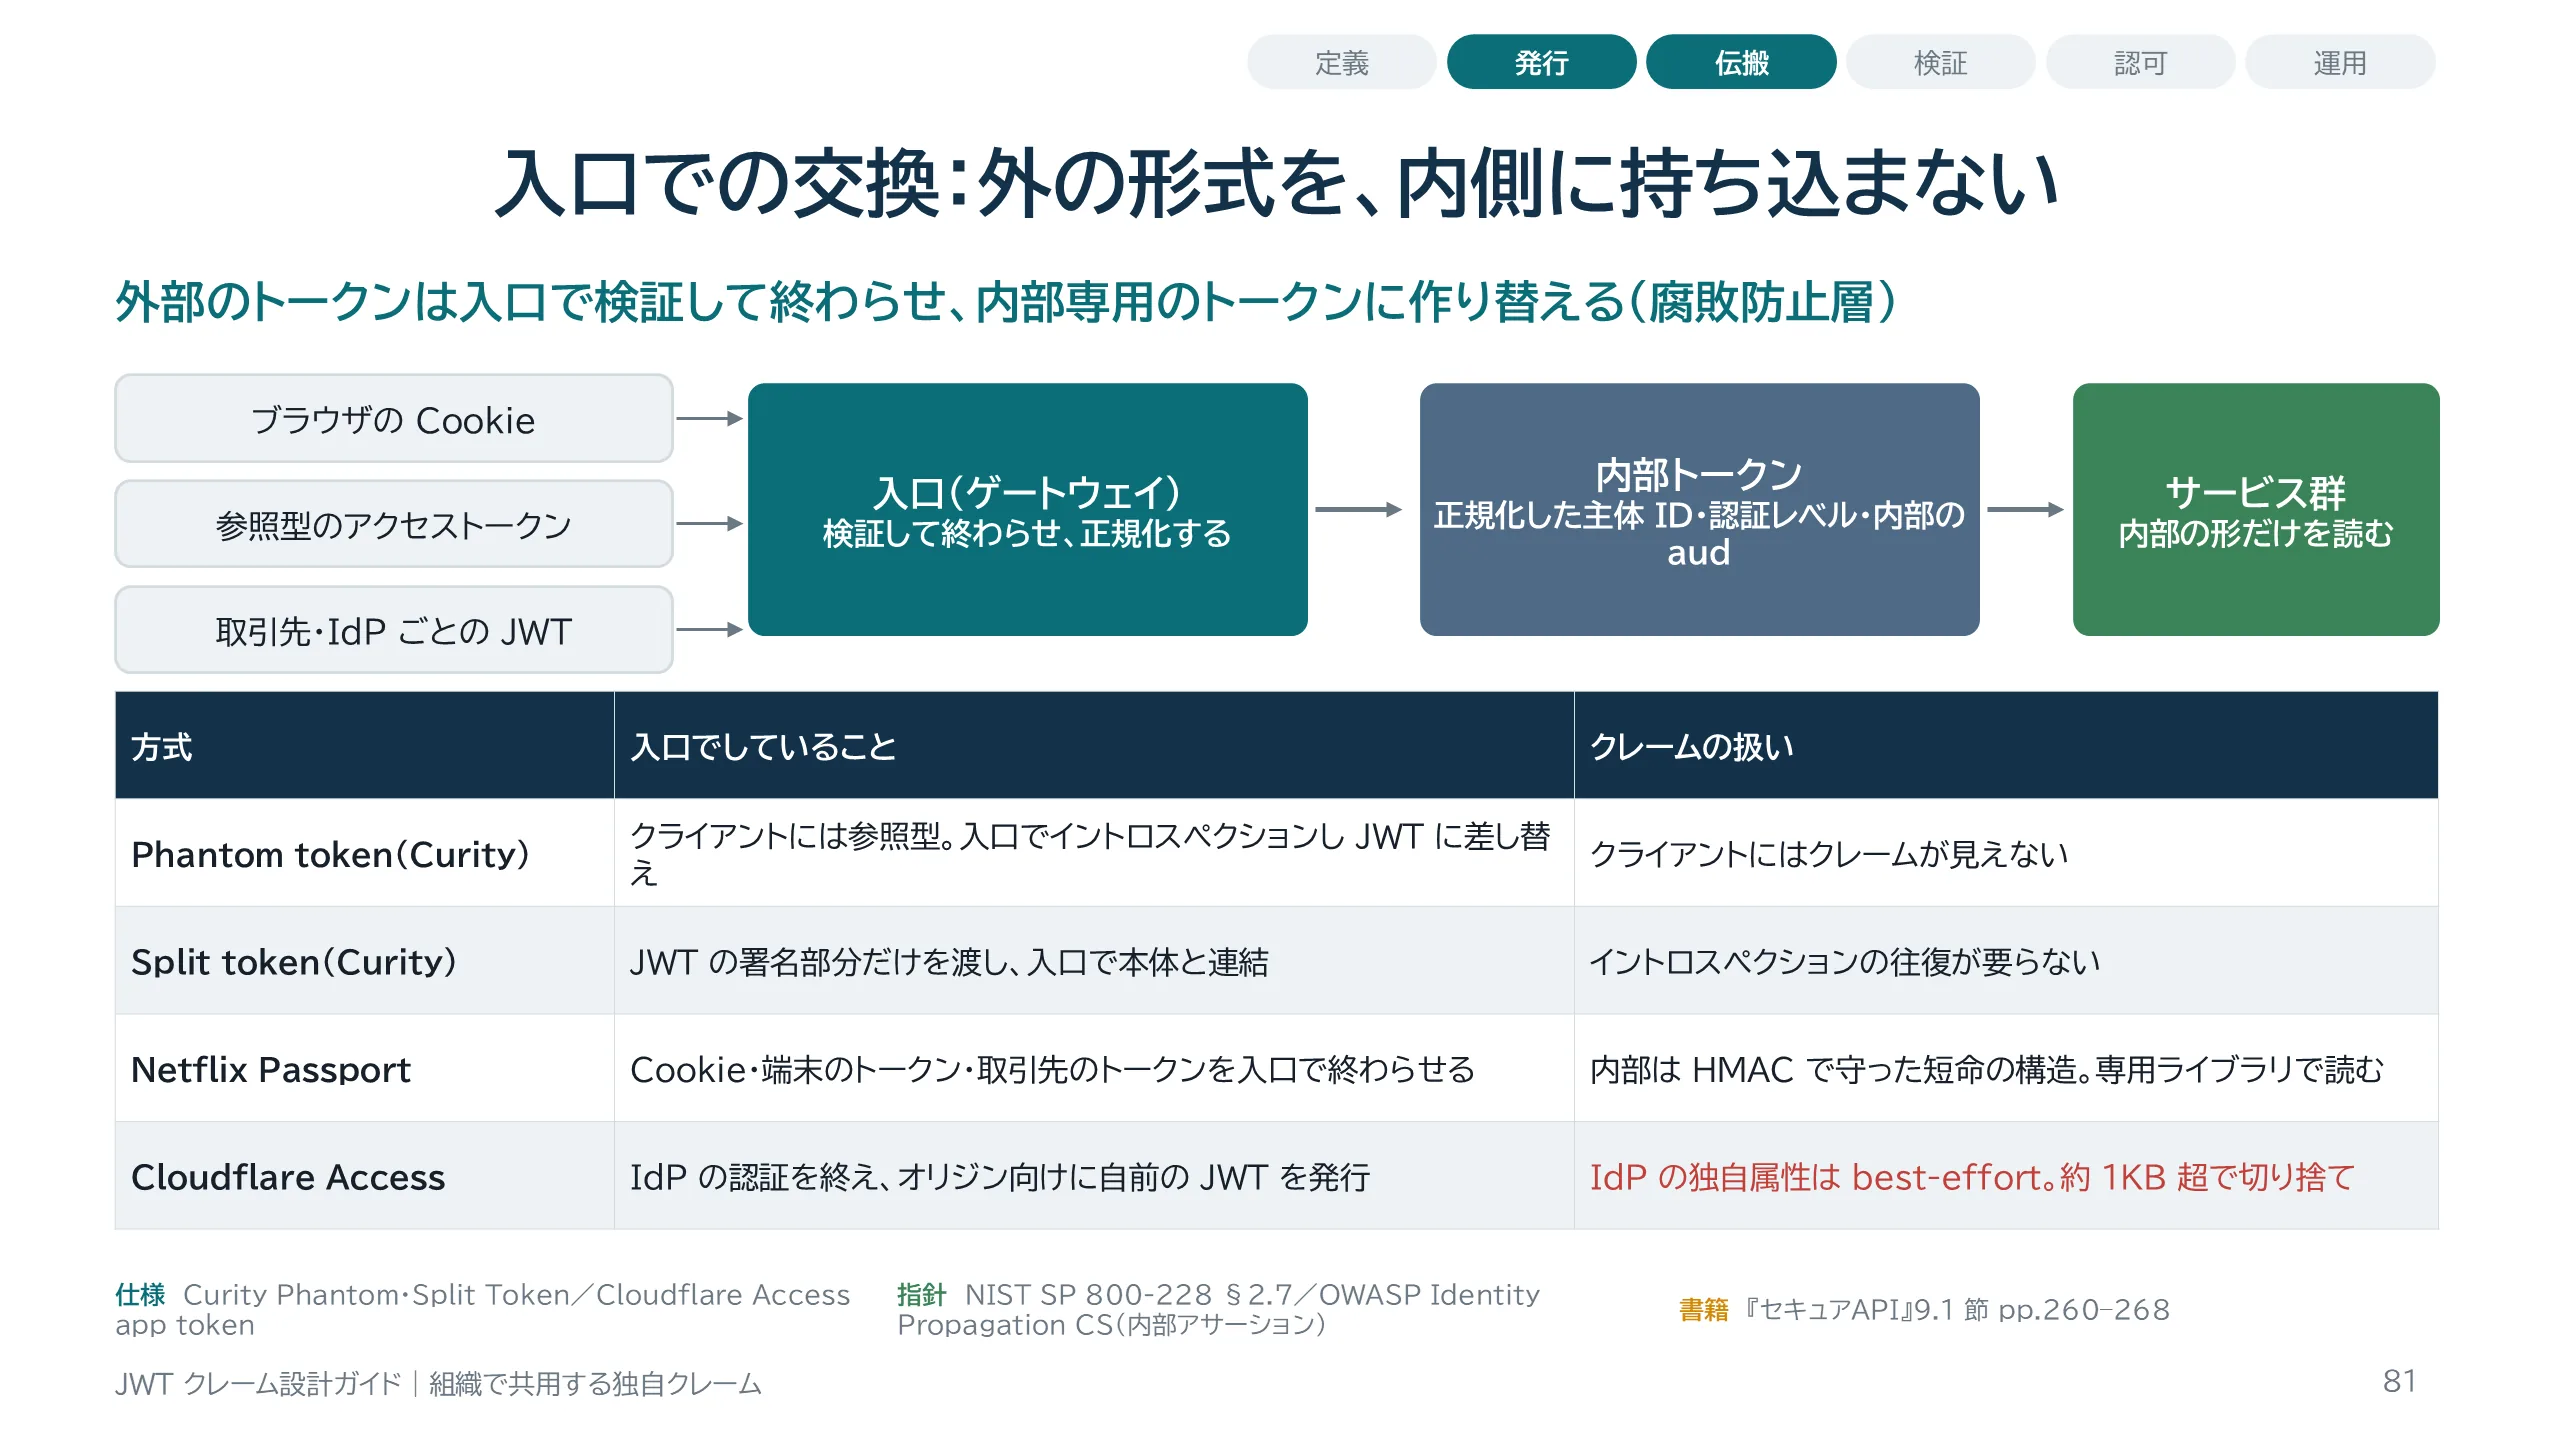 定義
発行
伝搬
検証
認可
運用
入口での交換：外の形式を、内側に持ち込まない
外部のトークンは入口で検証して終わらせ、内部専用のトークンに作り替える（腐敗防止層）
ブラウザの Cookie
参照型のアクセストークン
取引先・IdP ごとの JWT
入口（ゲートウェイ）
検証して終わらせ、正規化する
内部トークン
正規化した主体 ID・認証レベル・内部の
aud
サービス群
内部の形だけを読む
方式
入口でしていること
クレームの扱い
Phantom token（Curity）
クライアントには参照型。入口でイントロスペクションし JWT に差し替
え
クライアントにはクレームが見えない
Split token（Curity）
JWT の署名部分だけを渡し、入口で本体と連結
イントロスペクションの往復が要らない
Netflix Passport
Cookie・端末のトークン・取引先のトークンを入口で終わらせる
内部は HMAC で守った短命の構造。専用ライブラリで読む
Cloudflare Access
IdP の認証を終え、オリジン向けに自前の JWT を発行
IdP の独自属性は best-effort。約 1KB 超で切り捨て
仕様 Curity Phantom・Split Token／Cloudflare Access
app token
指針 NIST SP 800-228 §2.7／OWASP Identity
Propagation CS（内部アサーション）
書籍 『セキュアAPI』9.1 節 pp.260–268
JWT クレーム設計ガイド｜組織で共用する独自クレーム
81